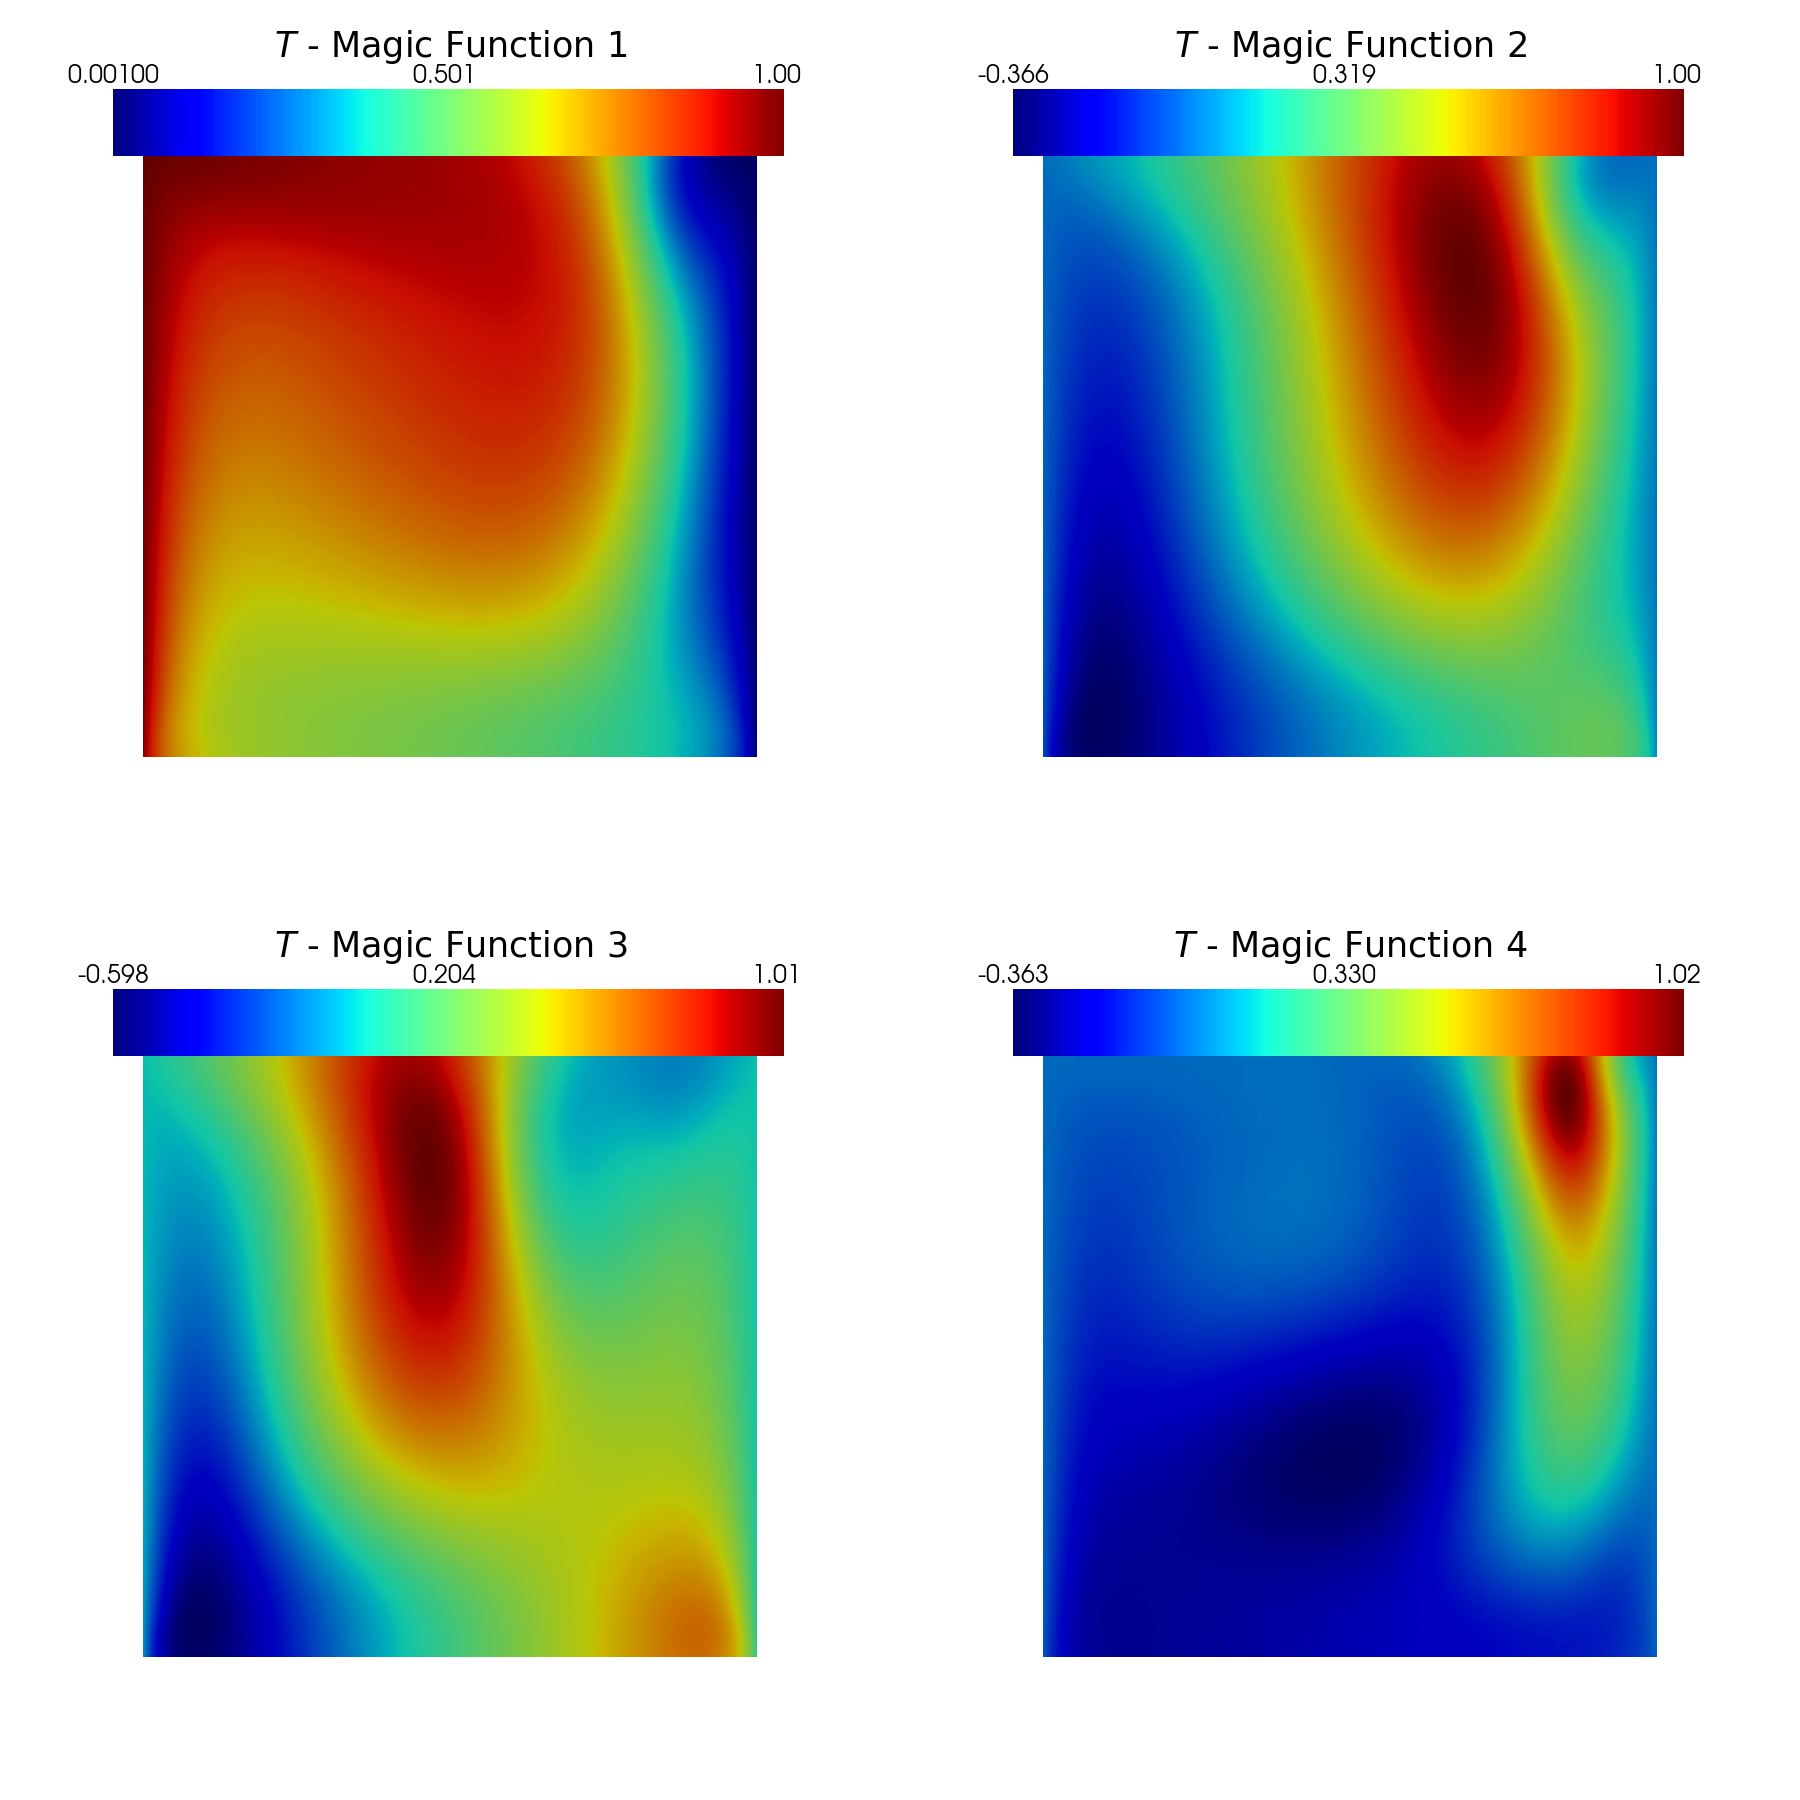 T - Magic Function 1
0.00100 0.501 1.00
T - Magic Function 2
-0.366 0.319 1.00
T - Magic Function 3
-0.598 0.204 1.01
T - Magic Function 4
-0.363 0.330 1.02